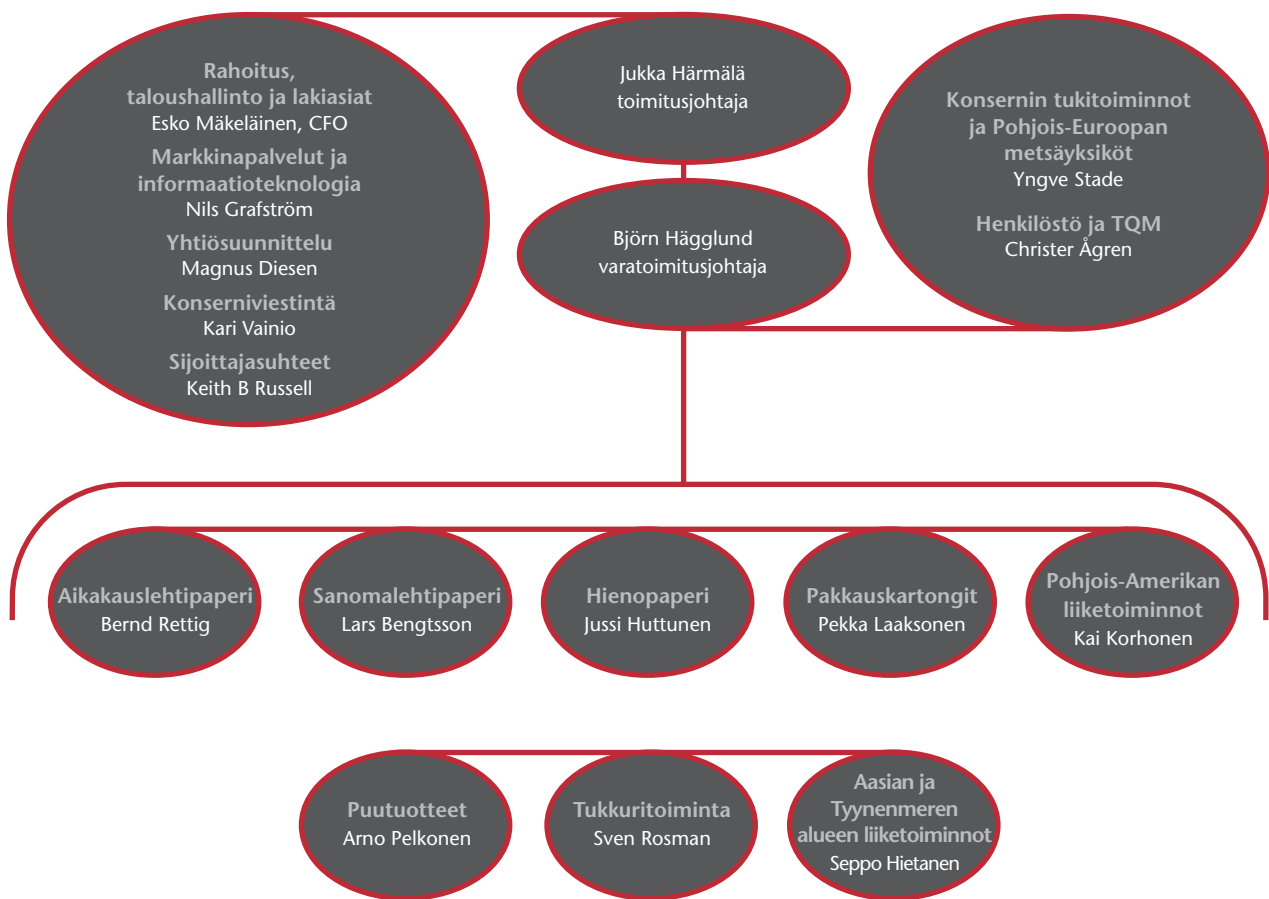 Rahoitus,
taloushallinto ja lakiasiat
Esko Mäkeläinen, CFO
Markkinapalvelut ja
informaatioteknologia
Nils Grafström
Yhtiösuunnittelu
Magnus Diesen
Konserniviestintä
Kari Vainio
Sijoittajasuhteet
Keith B Russell
Jukka Härmälä
toimitusjohtaja
Björn Hägglund
varatoimitusjohtaja
Konsernin tukitoiminnot
ja Pohjois-Euroopan
metsäyksiköt
Yngve Stade
Henkilöstö ja TQM
Christer Ågren
Aikakauslehtipaperi
Bernd Rettig
Sanomalehtipaperi
Lars Bengtsson
Hienopaperi
Jussi Huttunen
Pakkauskartongit
Pekka Laaksonen
Pohjois-Amerikan
liiketoiminnot
Kai Korhonen
Puutuotteet
Arno Pelkonen
Tukkuritoiminta
Sven Rosman
Aasian ja
Tyynenmeren
alueen liiketoiminnot
Seppo Hietanen